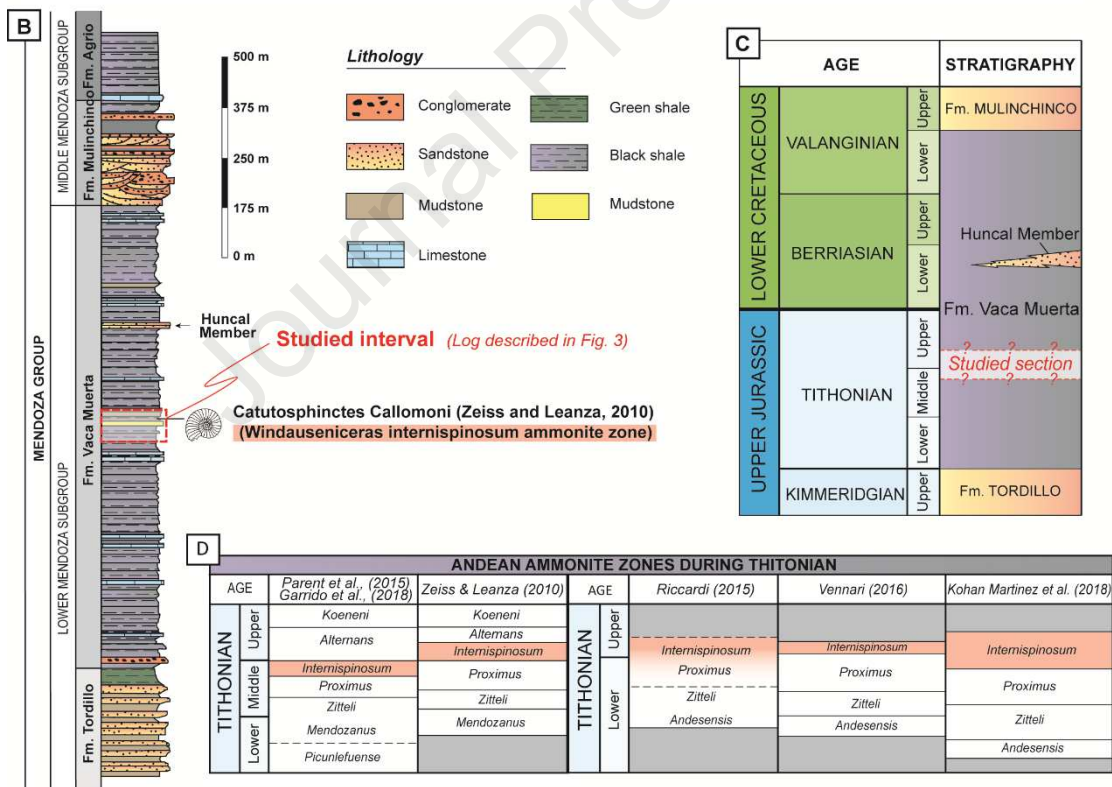 Journal Pre
B
MENDOZA GROUP
MIDDLE MENDOZA SUBGROUP
LOWER MENDOZA SUBGROUP
Fm. Agrio
Fm. Mulinchinco
Fm. Vaca Muerta
Fm. Tordillo
500 m
375 m
250 m
175 m
0 m
Lithology
Conglomerate
Sandstone
Mudstone
Limestone
Green shale
Black shale
Mudstone
Huncal
Member
Studied interval (Log described in Fig. 3)
Catutosphinctes Callomoni (Zeiss and Leanza, 2010)
(Windauseniceras internispinosum ammonite zone)
C
AGE STRATIGRAPHY
LOWER CRETACEOUS
UPPER JURASSIC
VALANGINIAN
BERRIASIAN
TITHONIAN
KIMMERIDGIAN
Upper
Lower
Upper
Lower
Upper
Middle
Lower
Upper
Fm. MULINCHINCO
Huncal Member
Fm. Vaca Muerta
? ? ?
Studied section
? ? ?
Fm. TORDILLO
D
ANDEAN AMMONITE ZONES DURING THITONIAN
AGE
Parent et al., (2015)
Garrido et al., (2018)
Zeiss & Leanza (2010)
AGE
Riccardi (2015)
Vennari (2016)
Kohan Martinez et al. (2018)
TITHONIAN
Upper
Middle
Lower
Koeneni
Alternans
Internispinosum
Proximus
Zitteli
Mendozanus
Picunlefuense
Koeneni
Alternans
Internispinosum
Proximus
Zitteli
Mendozanus
TITHONIAN
Upper
Lower
Internispinosum
Proximus
Zitteli
Andesensis
Internispinosum
Proximus
Zitteli
Andesensis
Internispinosum
Proximus
Zitteli
Andesensis